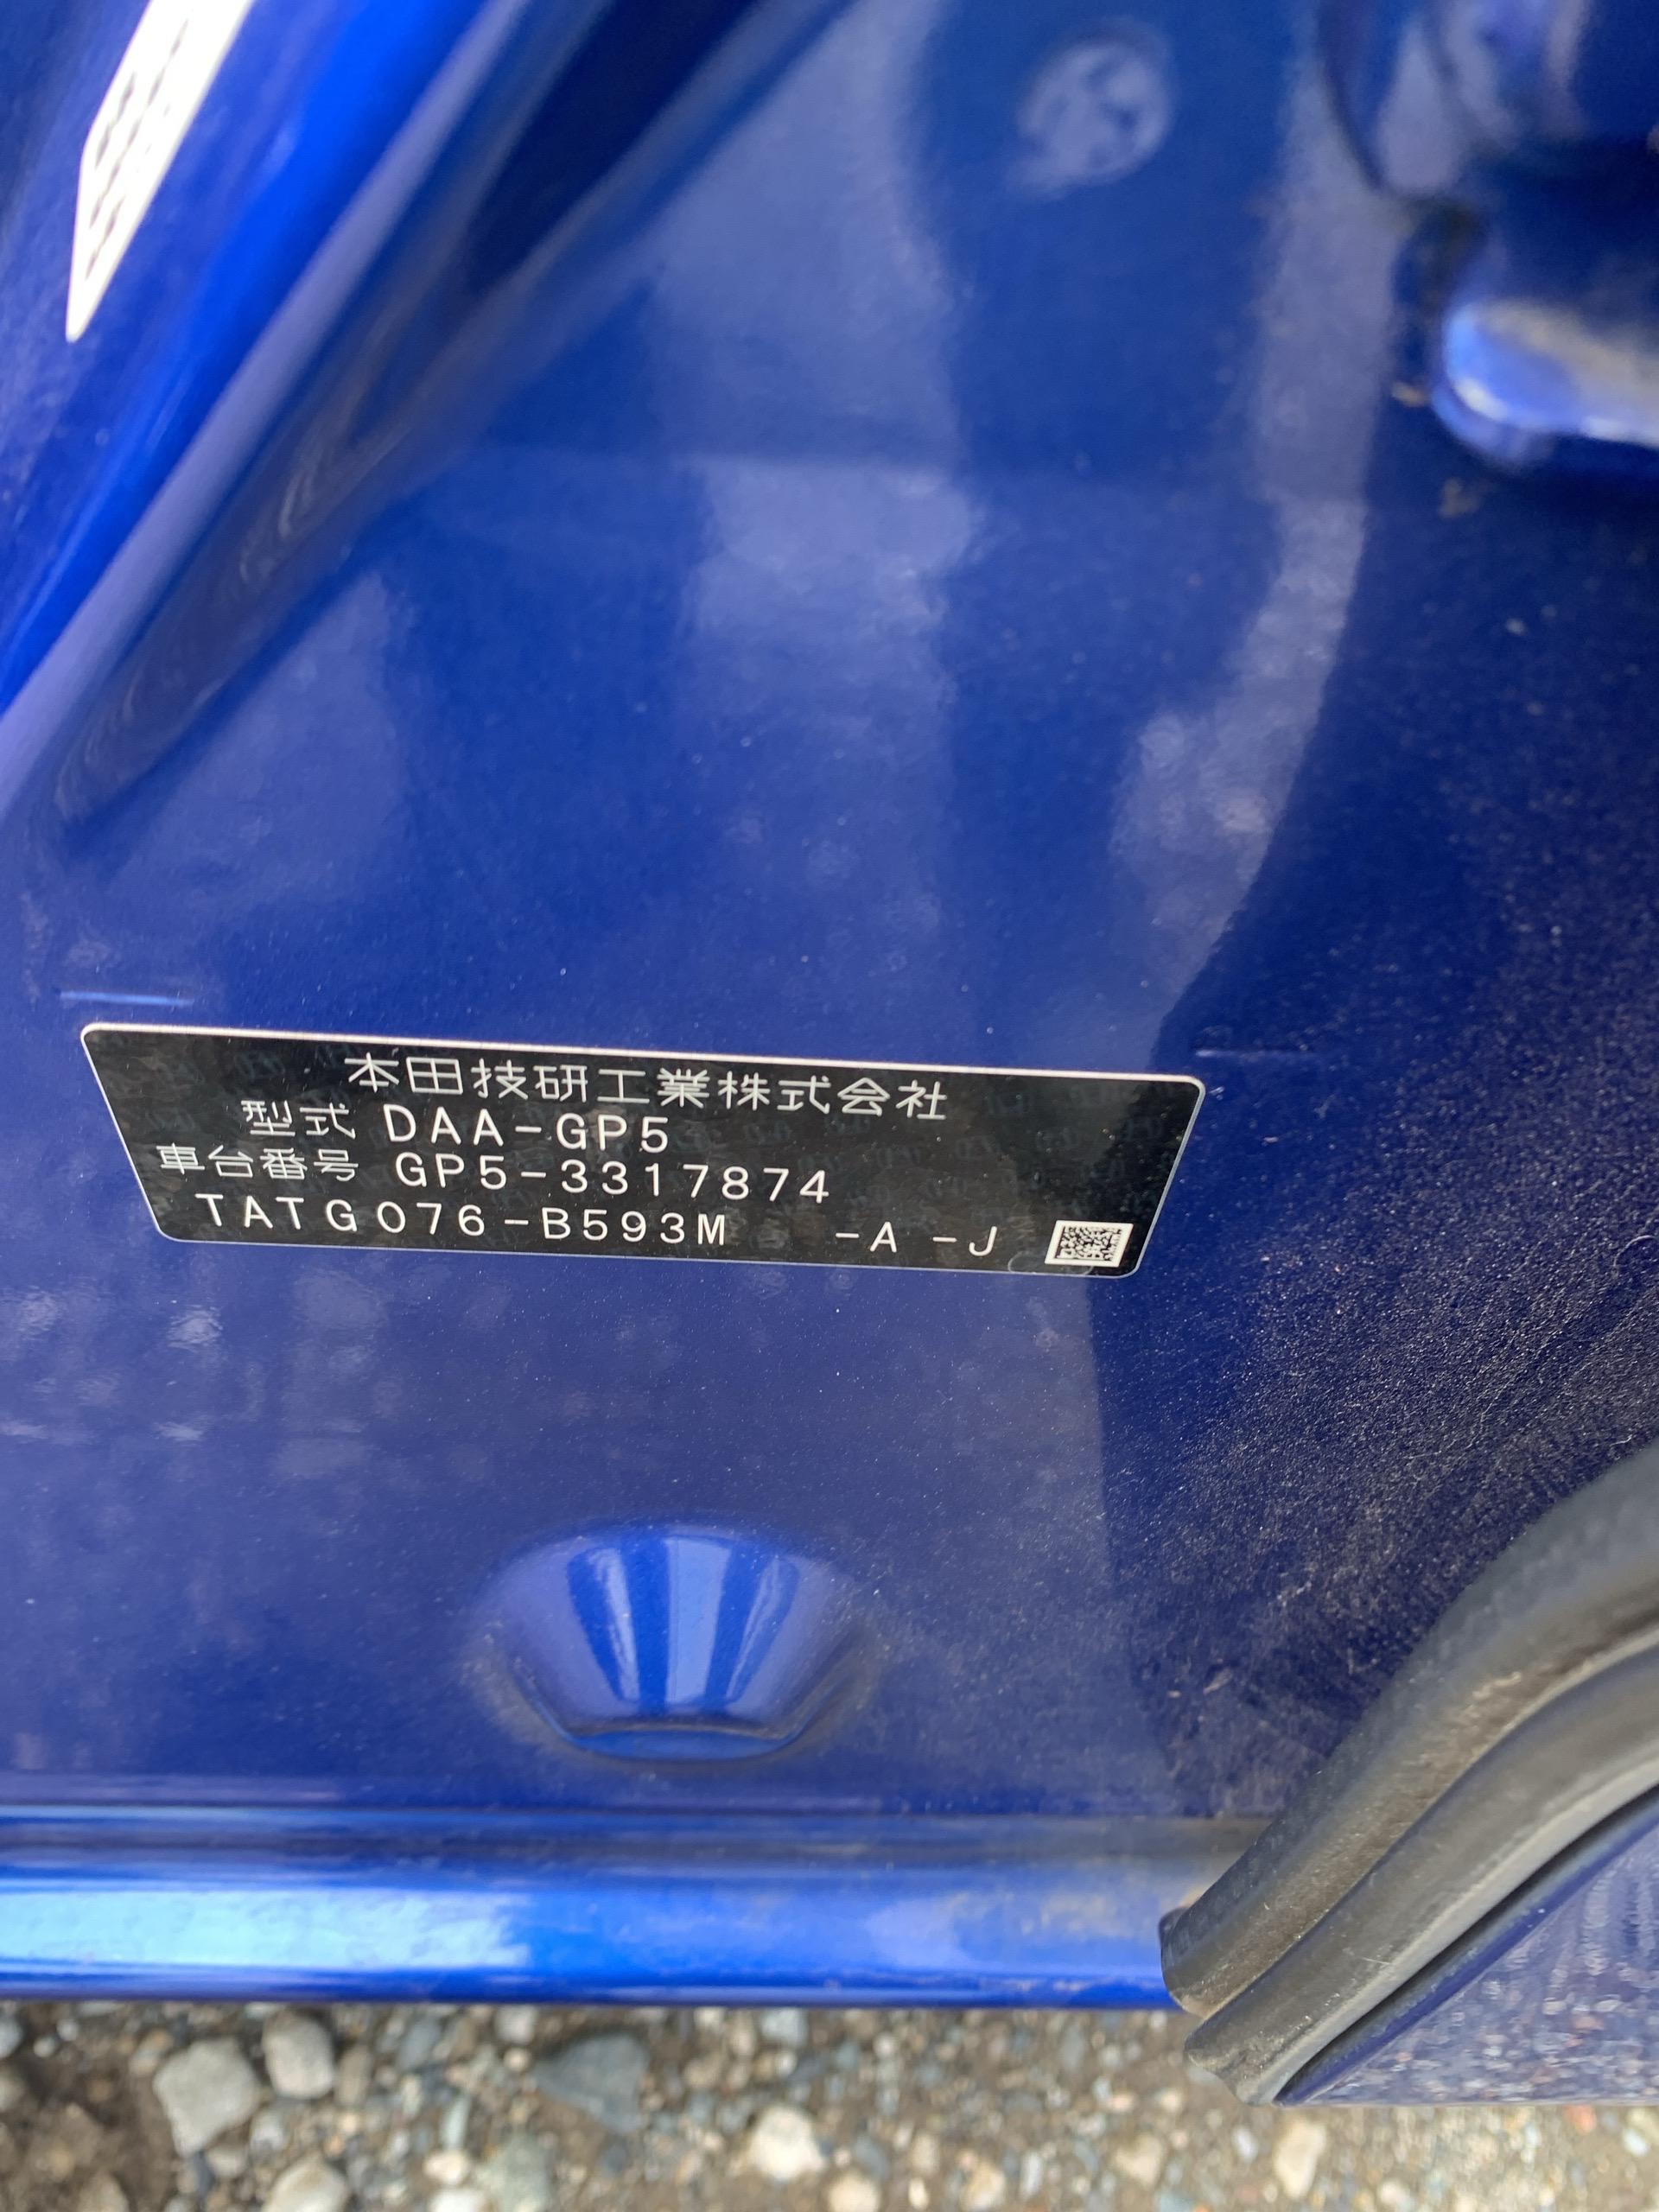 本田技研工業株式会社
型式 DAA-GP5
車台番号 GP5-3317874
TATG076-B593M -A -J